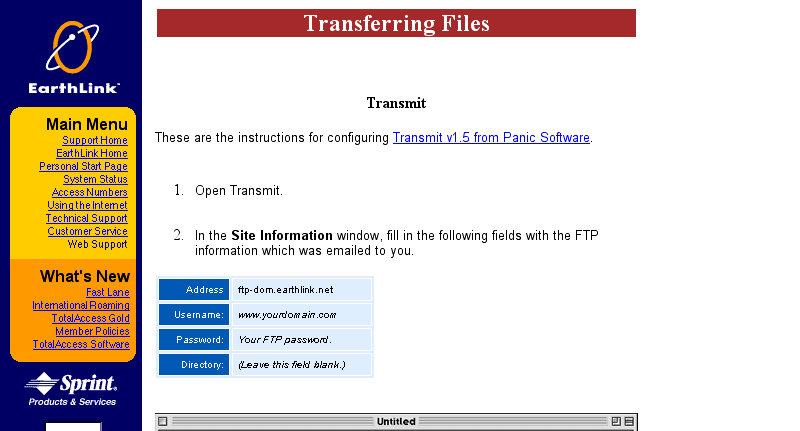 EarthLink
Main Menu
Support Home
EarthLink Home
Personal Start Page
System Status
Access Numbers
Using the Internet
Technical Support
Customer Service
Web Support
What's New
Fast Lane
International Roaming
TotalAccess Gold
Member Policies
TotalAccess Software
Sprint.
Products & Services
Transferring Files
Transmit
These are the instructions for configuring Transmit v1.5 from Panic Software.
1. Open Transmit.
2. In the Site Information window, fill in the following fields with the FTP
information which was emailed to you.
Address ftp-dom.earthlink.net
Username: www.yourdomain.com
Password: Your FTP password.
Directory: (Leave this field blank.)
Untitled